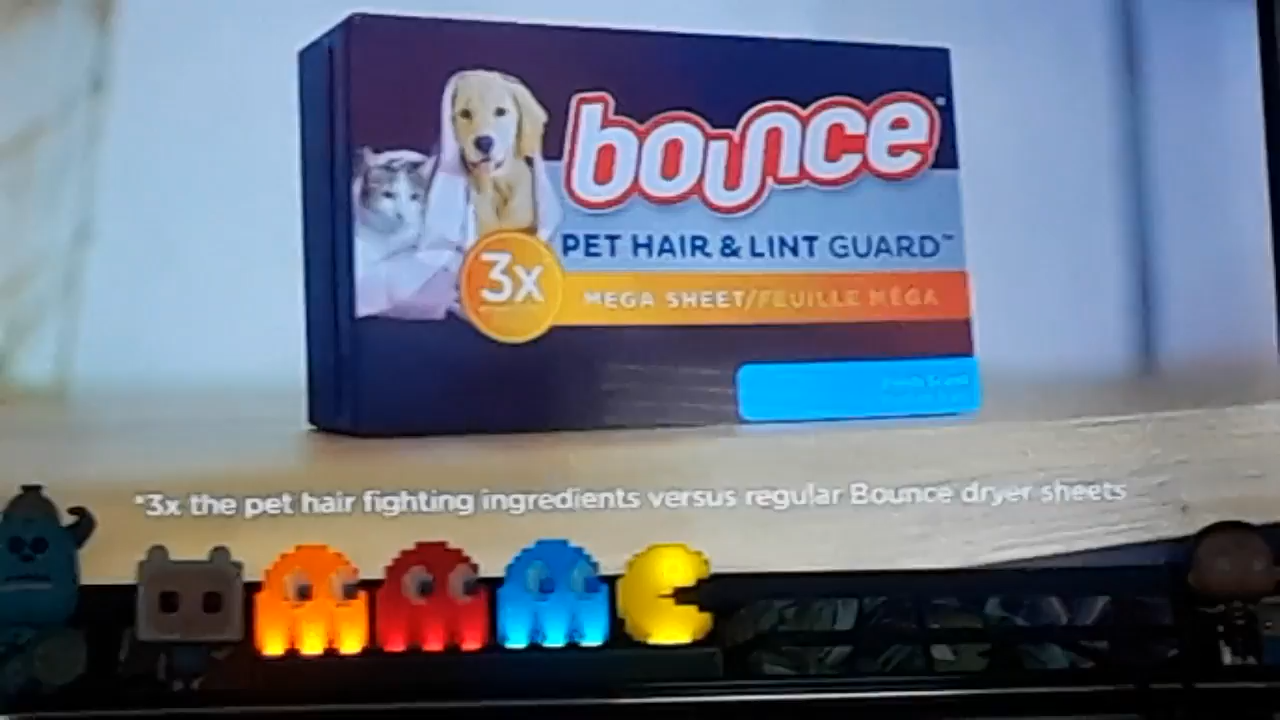 bounce™
PET HAIR & LINT GUARD™
3x
MEGA SHEET/FEUILLE MÉGA
*3x the pet hair fighting ingredients versus regular Bounce dryer sheets